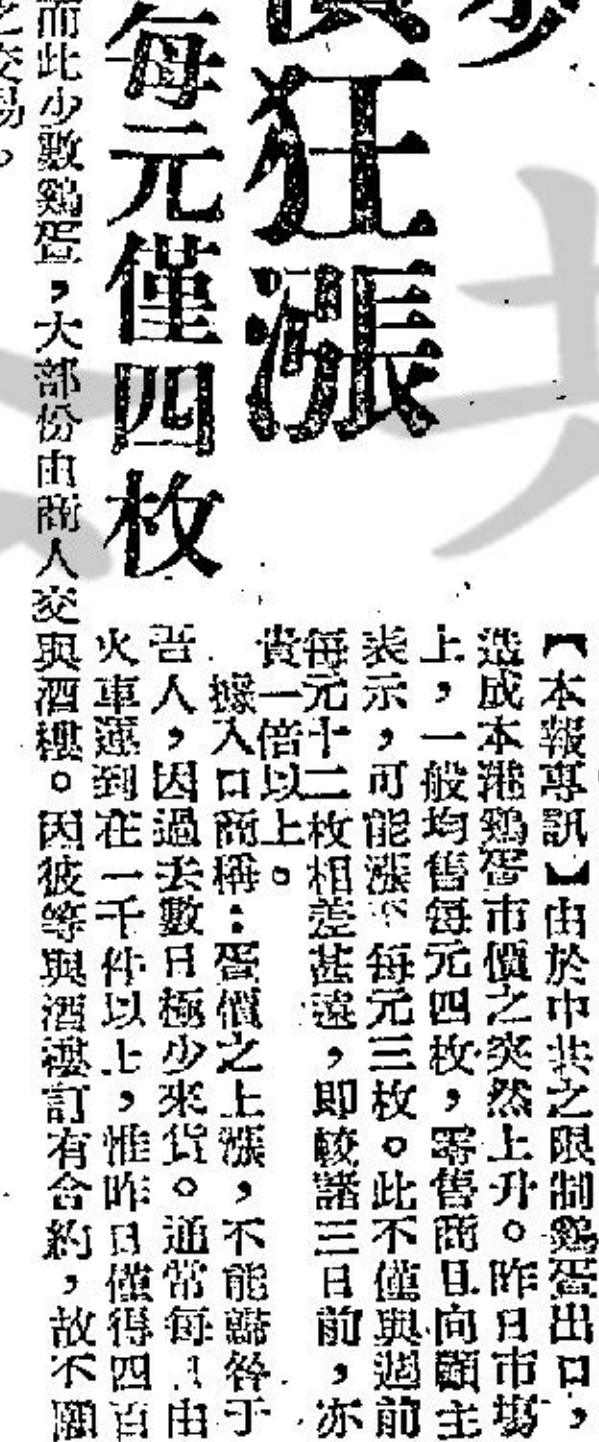 狂漲
每元僅四枚
【本報專訊】由於中共之限制鷄蛋出口，
造成本港鷄蛋市價之突然上升。昨日市場
上，一般均售每元四枚，零售商且向顧主
表示，可能漲至每元三枚。此不僅與週前
每元十二枚相差甚遠，即較諸三日前，亦
貴一倍以上。
據入口商稱：蛋價之上漲，不能歸咎于
吾人，因過去數日極少來貨。通常每日由
火車運到在一千件以上，惟昨日僅得四百
而此少數鷄蛋，大部份由商人交與酒樓。因彼等與酒樓訂有合約，故不願
之交易。